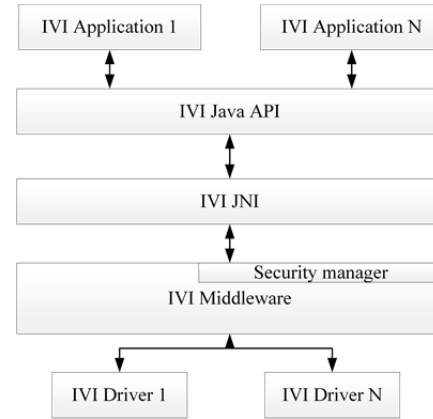 IVI Application 1
IVI Application N
IVI Java API
IVI JNI
Security manager
IVI Middleware
IVI Driver 1
IVI Driver N